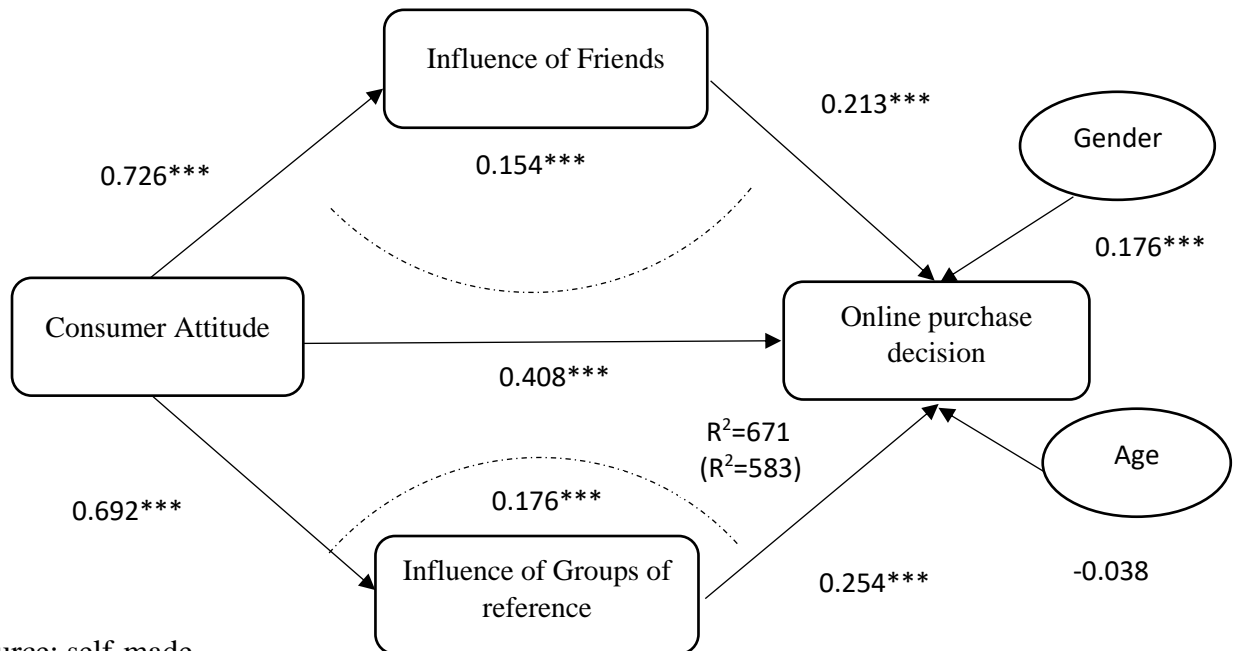 Influence of Friends
0.213***
Gender
0.726***
0.154***
0.176***
Consumer Attitude
Online purchase
decision
0.408***
R²=671
(R²=583)
Age
0.692***
0.176***
Influence of Groups of
reference
0.254***
-0.038
urce: self-made